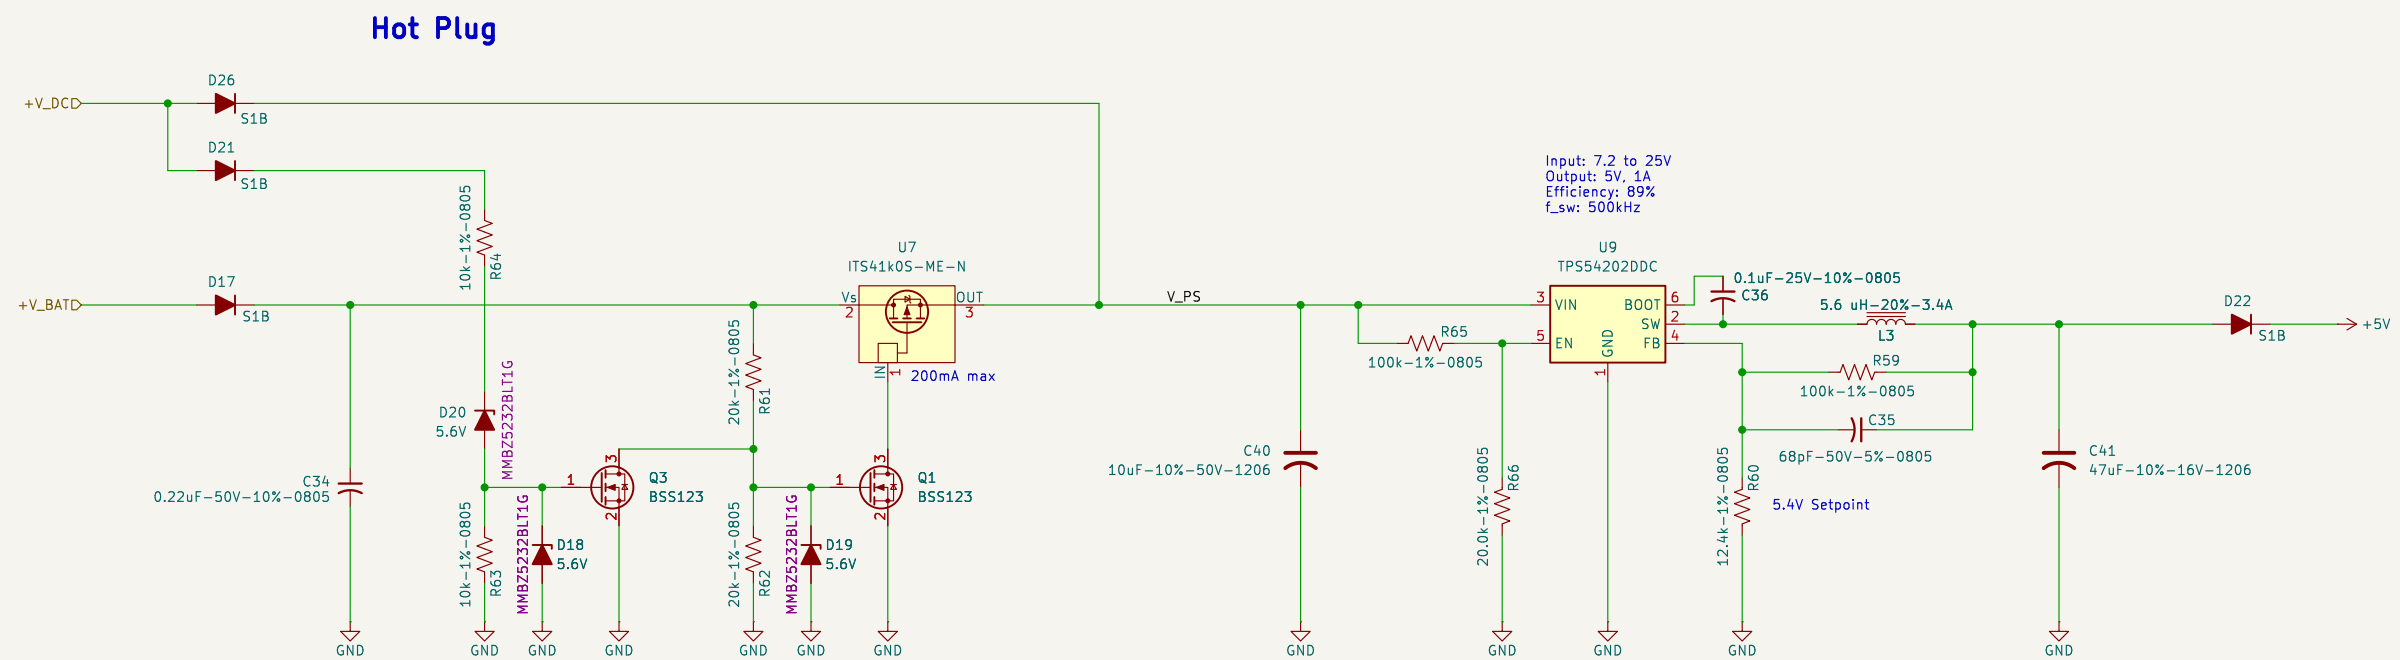 Hot Plug
+V_DC
D26
S1B
D21
S1B
10k-1%-0805
R64
+V_BAT
D17
S1B
C34
0.22uF-50V-10%-0805
GND
D20
5.6V
MMBZ5232BLT1G
10k-1%-0805
R63
GND
MMBZ5232BLT1G
D18
5.6V
GND
1
3
2
Q3
BSS123
GND
20k-1%-0805
R61
20k-1%-0805
R62
GND
MMBZ5232BLT1G
D19
5.6V
GND
1
3
2
Q1
BSS123
GND
U7
ITS41k0S-ME-N
Vs
2
OUT
3
IN
1
200mA max
V_PS
C40
10uF-10%-50V-1206
GND
R65
100k-1%-0805
20.0k-1%-0805
R66
GND
Input: 7.2 to 25V
Output: 5V, 1A
Efficiency: 89%
f_sw: 500kHz
U9
TPS54202DDC
3
VIN
5
EN
BOOT
6
SW
2
FB
4
GND
1
GND
0.1uF-25V-10%-0805
C36
5.6 uH-20%-3.4A
L3
R59
100k-1%-0805
C35
68pF-50V-5%-0805
12.4k-1%-0805
R60
5.4V Setpoint
GND
C41
47uF-10%-16V-1206
GND
D22
S1B
+5V